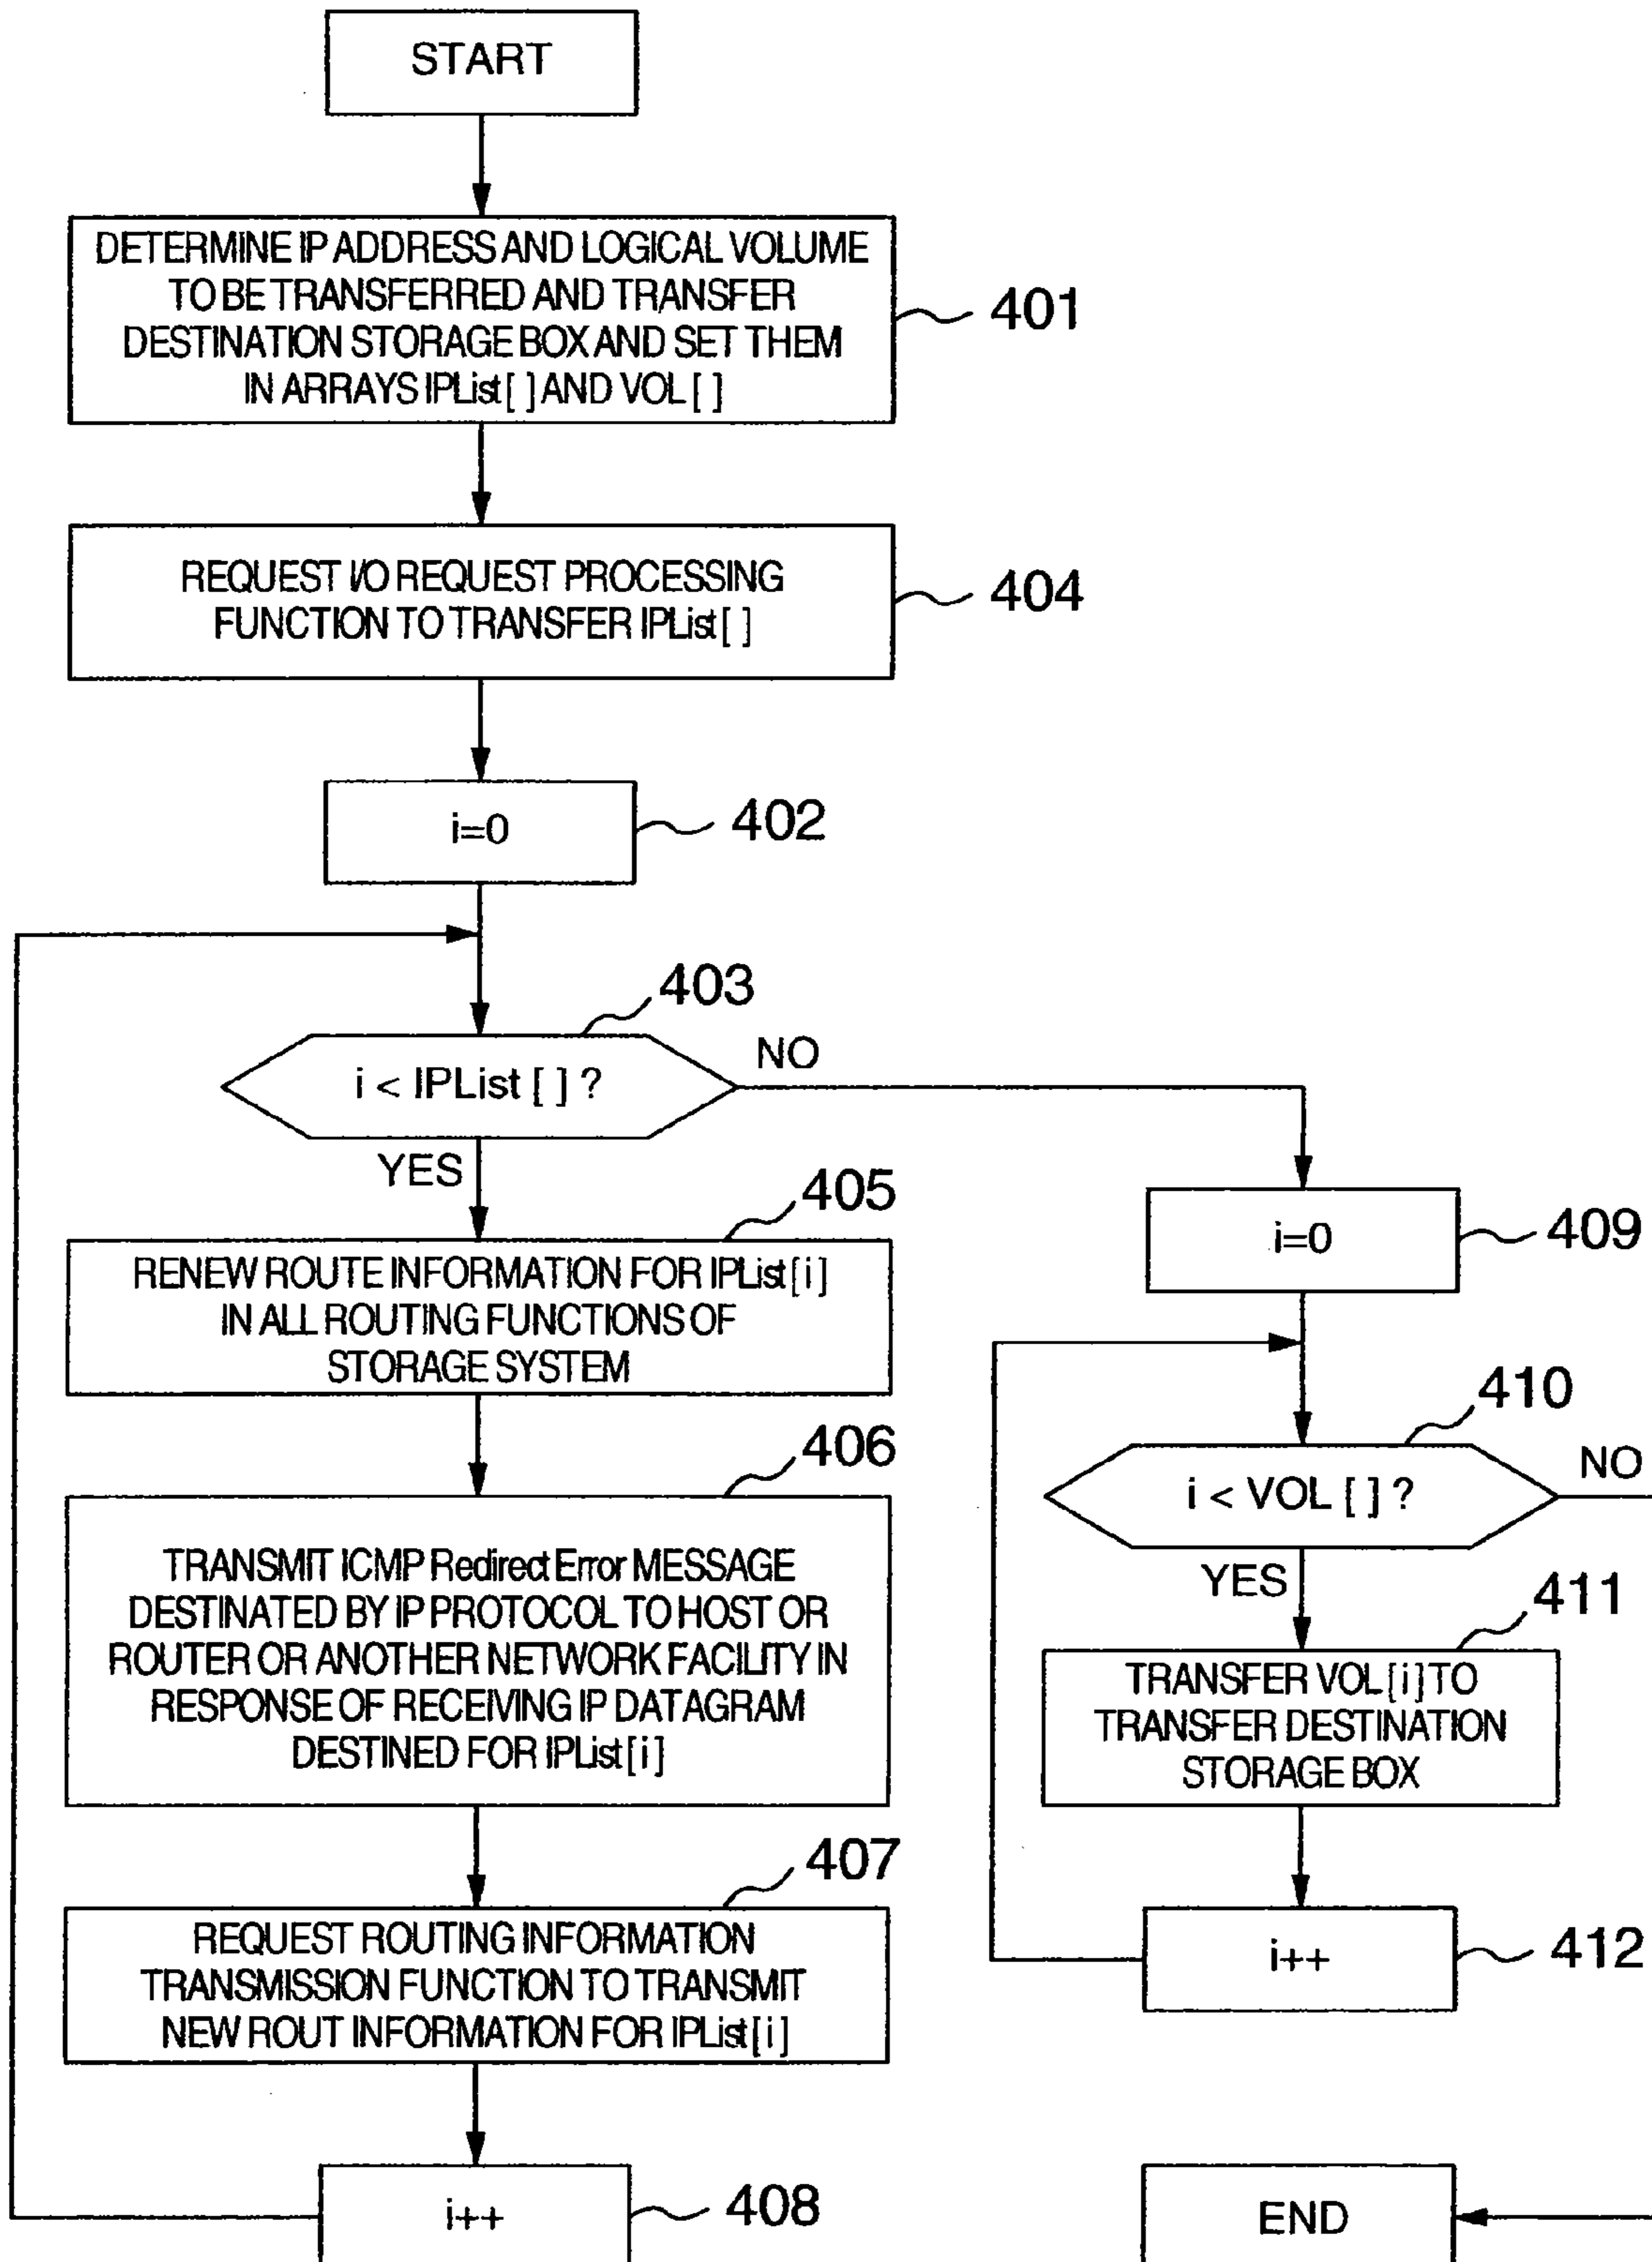 START
DETERMINE IP ADDRESS AND LOGICAL VOLUME
TO BE TRANSFERRED AND TRANSFER
DESTINATION STORAGE BOX AND SET THEM
IN ARRAYS IPList [ ] AND VOL [ ]
401
REQUEST I/O REQUEST PROCESSING
FUNCTION TO TRANSFER IPList [ ]
404
i=0
402
403
i < IPList [ ] ?
NO
YES
405
RENEW ROUTE INFORMATION FOR IPList [ i ]
IN ALL ROUTING FUNCTIONS OF
STORAGE SYSTEM
406
TRANSMIT ICMP Redirect Error MESSAGE
DESTINATED BY IP PROTOCOL TO HOST OR
ROUTER OR ANOTHER NETWORK FACILITY IN
RESPONSE OF RECEIVING IP DATAGRAM
DESTINED FOR IPList [ i ]
407
REQUEST ROUTING INFORMATION
TRANSMISSION FUNCTION TO TRANSMIT
NEW ROUT INFORMATION FOR IPList [ i ]
i++
408
i=0
409
410
i < VOL [ ] ?
NO
YES
411
TRANSFER VOL [ i ] TO
TRANSFER DESTINATION
STORAGE BOX
i++
412
END